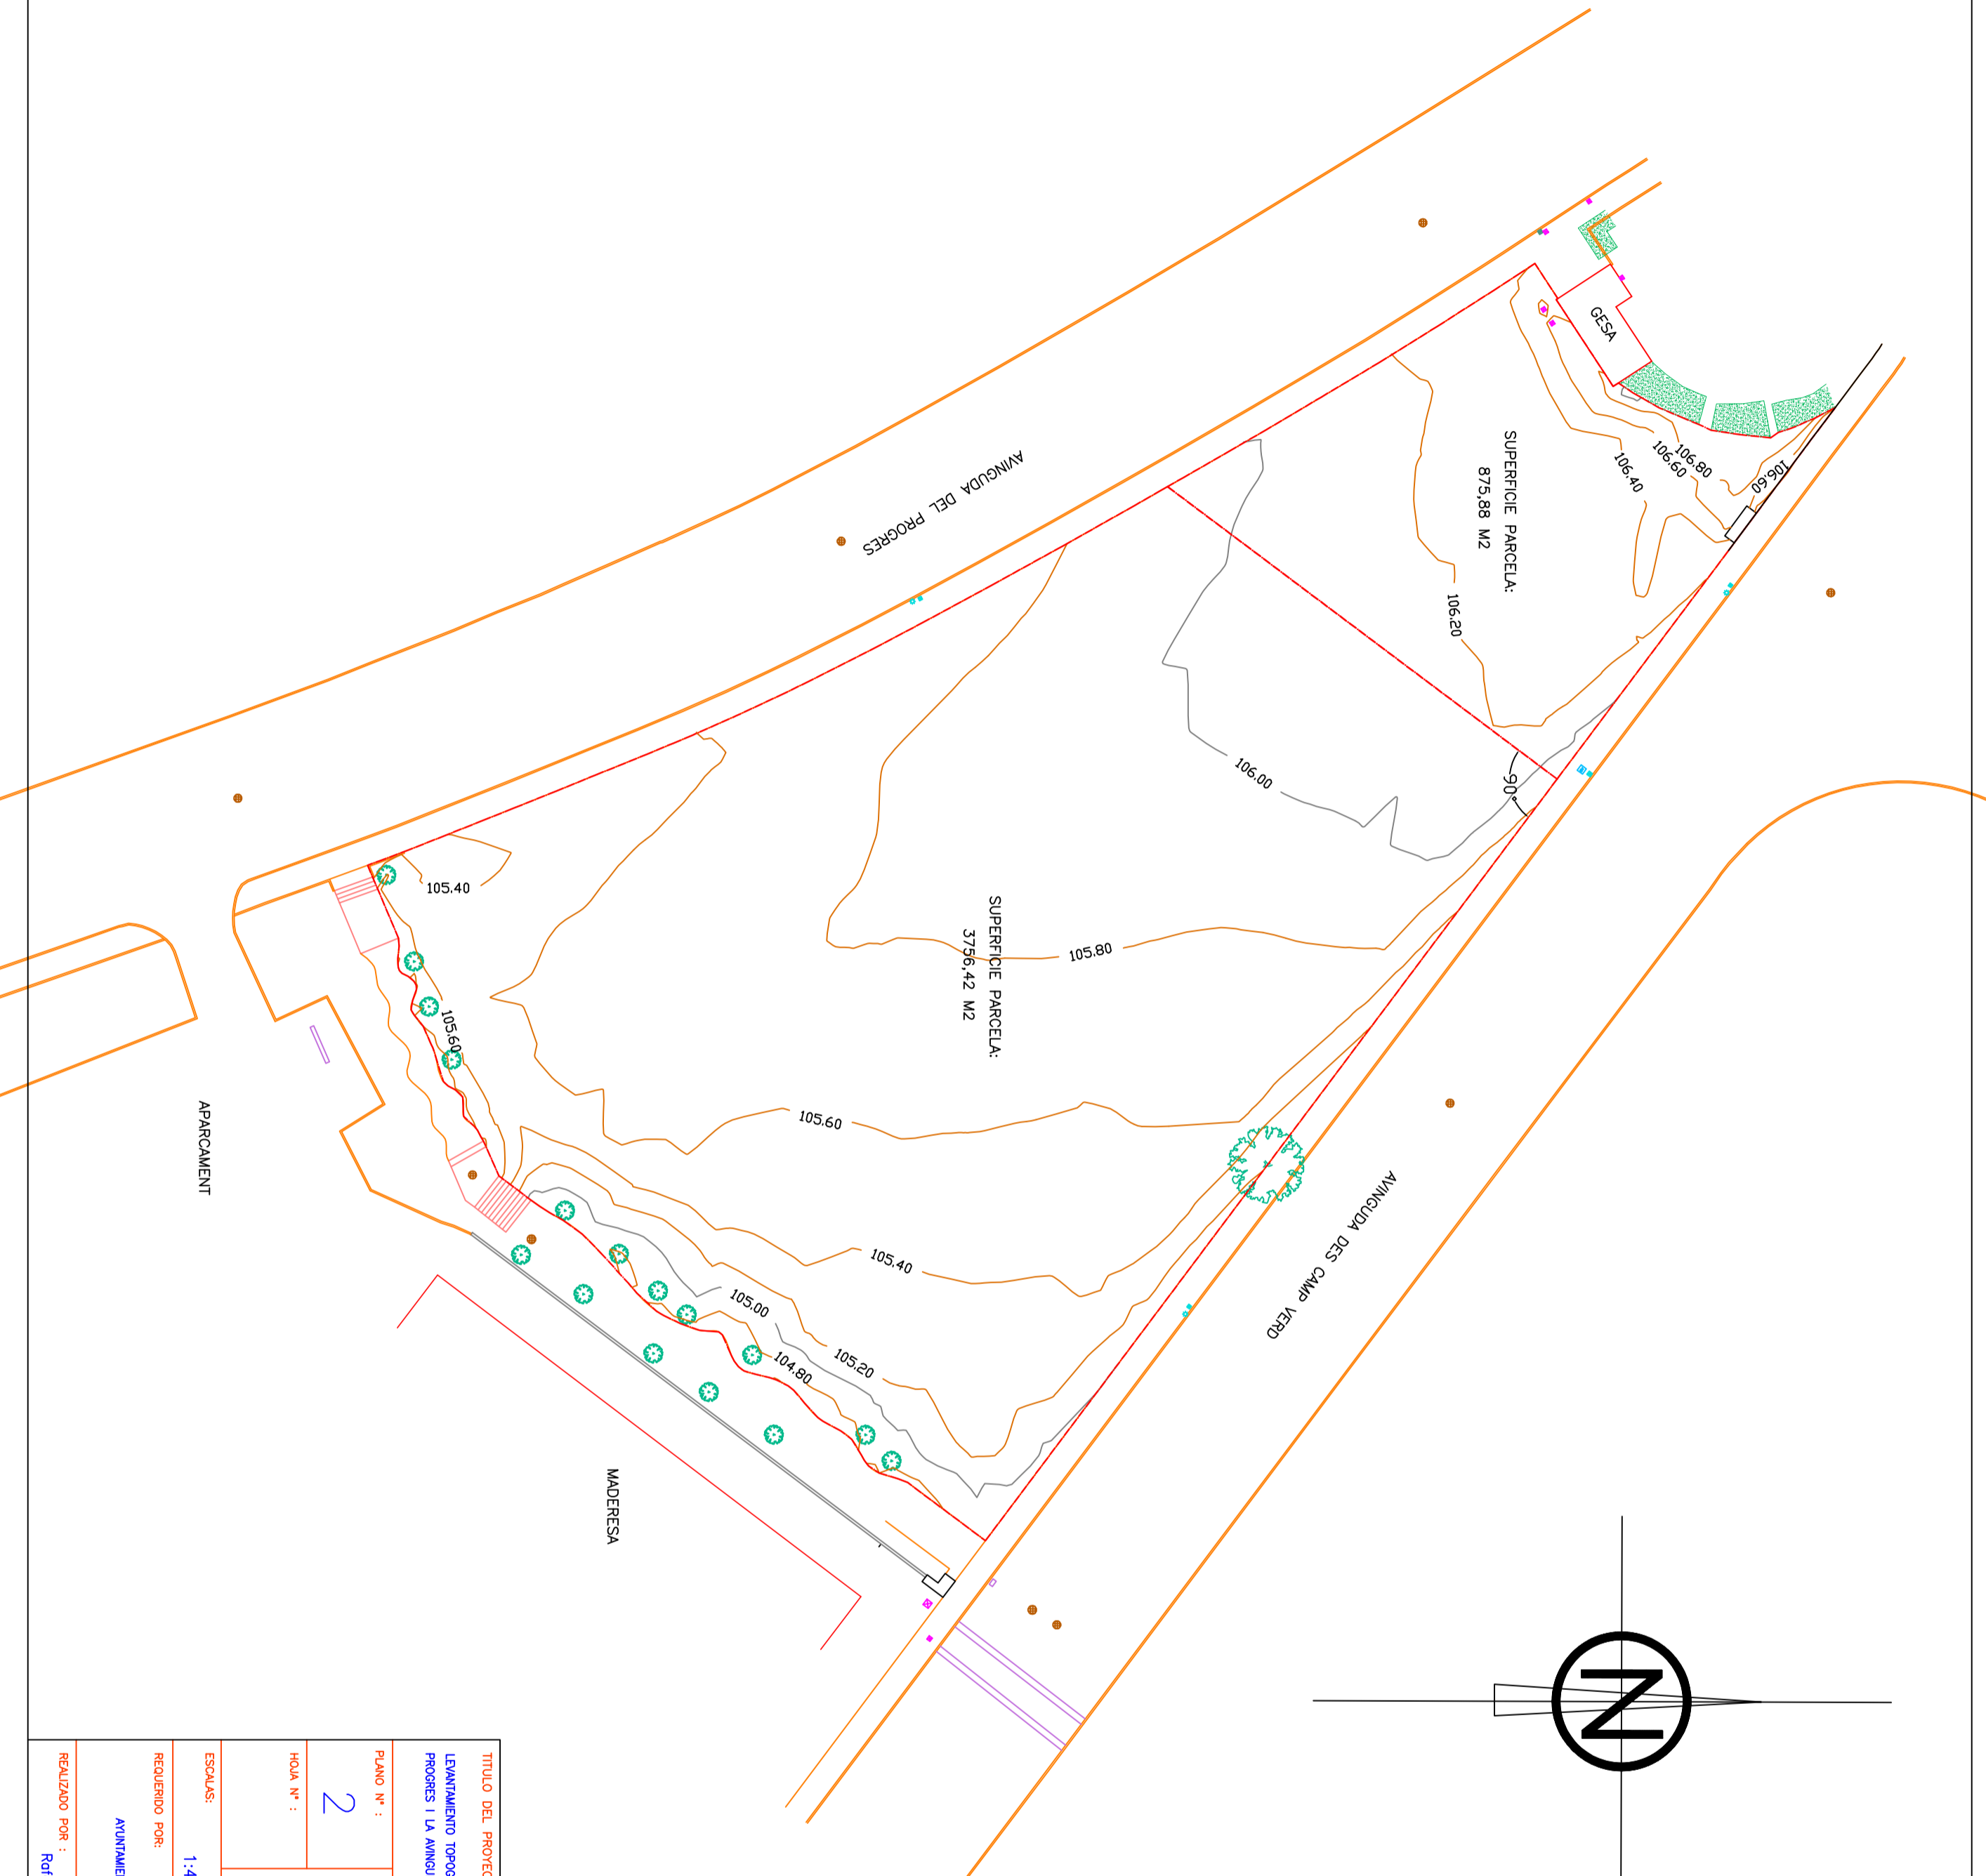 GESA
106.80
106.60
106.60
106.40
SUPERFICIE PARCELA:
875,88 M2
106.20
AVINGUDA DEL PROGRES
106.00
90°
SUPERFICIE PARCELA:
3756,42 M2
105.80
105.40
105.60
105.60
105.40
105.20
105.00
104.80
AVINGUDA DES CAMP VERD
APARCAMENT
MADERESA
N
TITULO DEL PROYEC
LEVANTAMIENTO TOPOG
PROGRES I LA AVINGU
PLANO Nº :
2
HOJA Nº :
ESCALAS:
1:4
REQUERIDO POR:
AYUNTAMIE
REALIZADO POR :
Raf